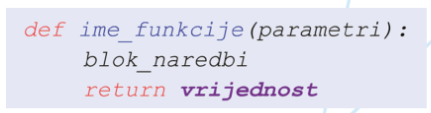 def ime_funkcije(parametri):
    blok_naredbi
    return vrijednost